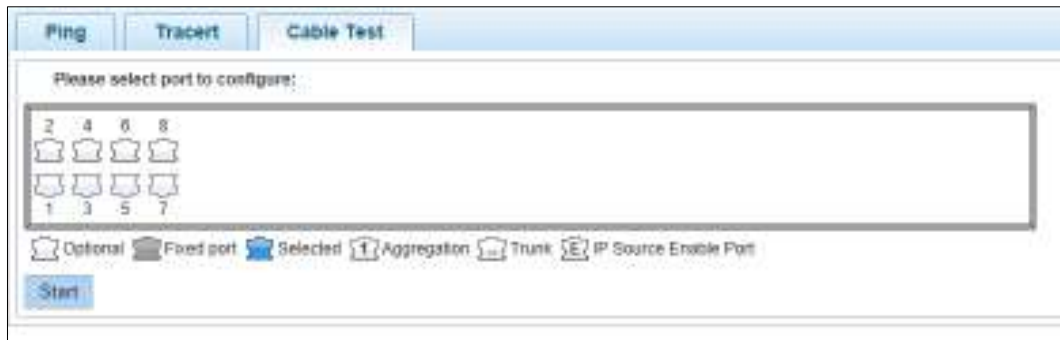 Ping Tracert Cable Test
Please select port to configure:
2 4 6 8
1 3 5 7
Optional Fixed port Selected 1 Aggregation ... Trunk E IP Source Enable Port
Start